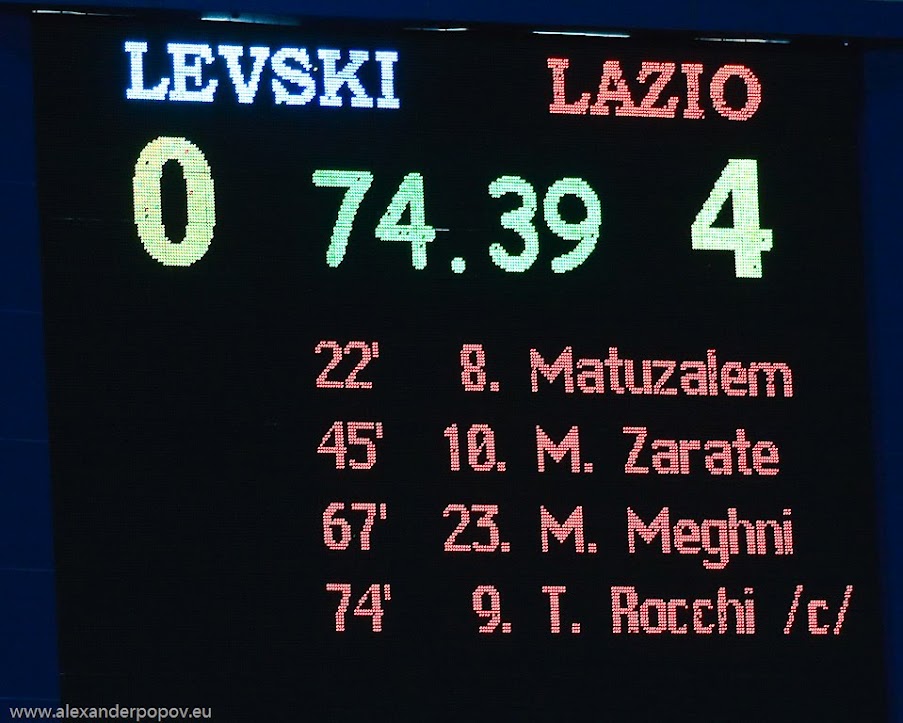 LEVSKI LAZIO
0 74.39 4
22' 8. Matuzalem
45' 10. M. Zarate
67' 23. M. Meghni
74' 9. T. Rocchi /c/
www.alexanderpopov.eu